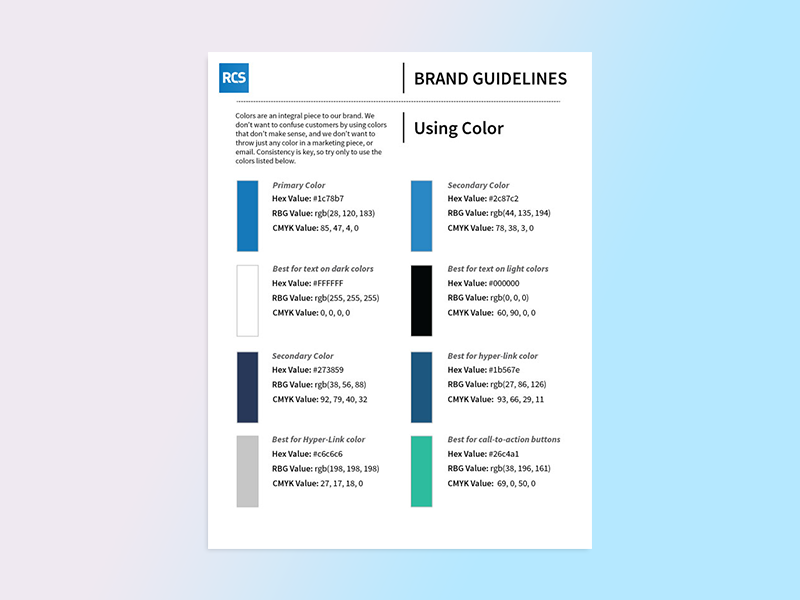 RCS
BRAND GUIDELINES
Colors are an integral piece to our brand. We
don't want to confuse customers by using colors
that don't make sense, and we don't want to
throw just any color in a marketing piece, or
email. Consistency is key, so try only to use the
colors listed below.
Using Color
Primary Color
Hex Value: #1c78b7
RBG Value: rgb(28, 120, 183)
CMYK Value: 85, 47, 4, 0
Secondary Color
Hex Value: #2c87c2
RBG Value: rgb(44, 135, 194)
CMYK Value: 78, 38, 3, 0
Best for text on dark colors
Hex Value: #FFFFFF
RBG Value: rgb(255, 255, 255)
CMYK Value: 0, 0, 0, 0
Best for text on light colors
Hex Value: #000000
RBG Value: rgb(0, 0, 0)
CMYK Value: 60, 90, 0, 0
Secondary Color
Hex Value: #273859
RBG Value: rgb(38, 56, 88)
CMYK Value: 92, 79, 40, 32
Best for hyper-link color
Hex Value: #1b567e
RBG Value: rgb(27, 86, 126)
CMYK Value: 93, 66, 29, 11
Best for Hyper-Link color
Hex Value: #c6c6c6
RBG Value: rgb(198, 198, 198)
CMYK Value: 27, 17, 18, 0
Best for call-to-action buttons
Hex Value: #26c4a1
RBG Value: rgb(38, 196, 161)
CMYK Value: 69, 0, 50, 0